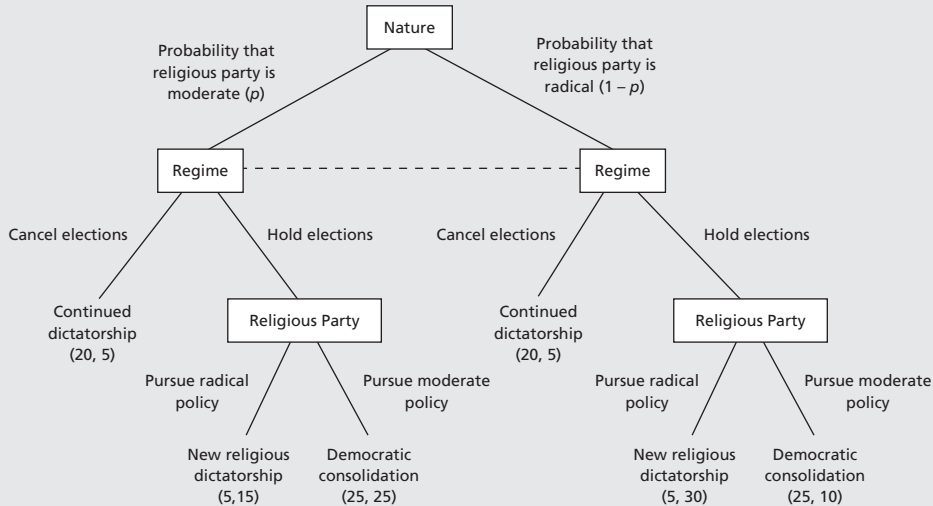 Nature
Probability that
religious party is
moderate (p)
Probability that
religious party is
radical (1 – p)
Regime
Regime
Cancel elections
Hold elections
Cancel elections
Hold elections
Continued
dictatorship
(20, 5)
Religious Party
Continued
dictatorship
(20, 5)
Religious Party
Pursue radical
policy
Pursue moderate
policy
Pursue radical
policy
Pursue moderate
policy
New religious
dictatorship
(5,15)
Democratic
consolidation
(25, 25)
New religious
dictatorship
(5, 30)
Democratic
consolidation
(25, 10)